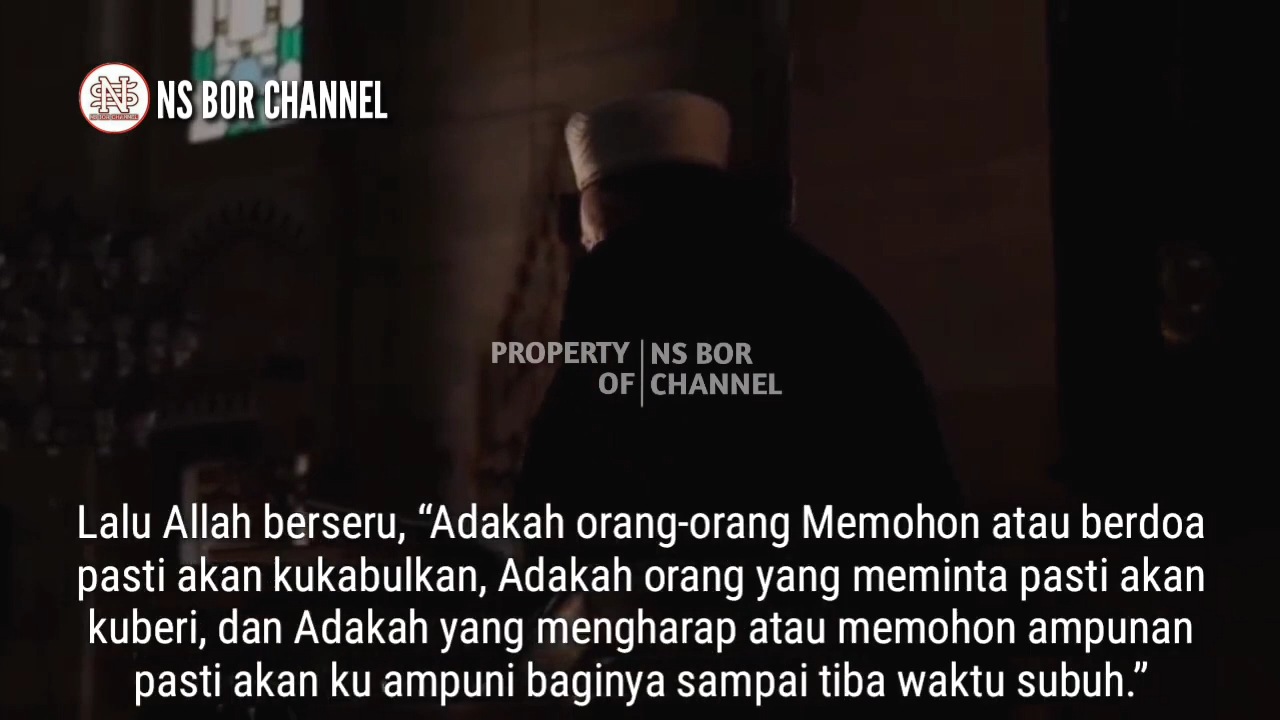 NS BOR CHANNEL
PROPERTY OF
NS BOR CHANNEL
Lalu Allah berseru, “Adakah orang-orang Memohon atau berdoa
pasti akan kukabulkan, Adakah orang yang meminta pasti akan
kuberi, dan Adakah yang mengharap atau memohon ampunan
pasti akan ku ampuni baginya sampai tiba waktu subuh.”